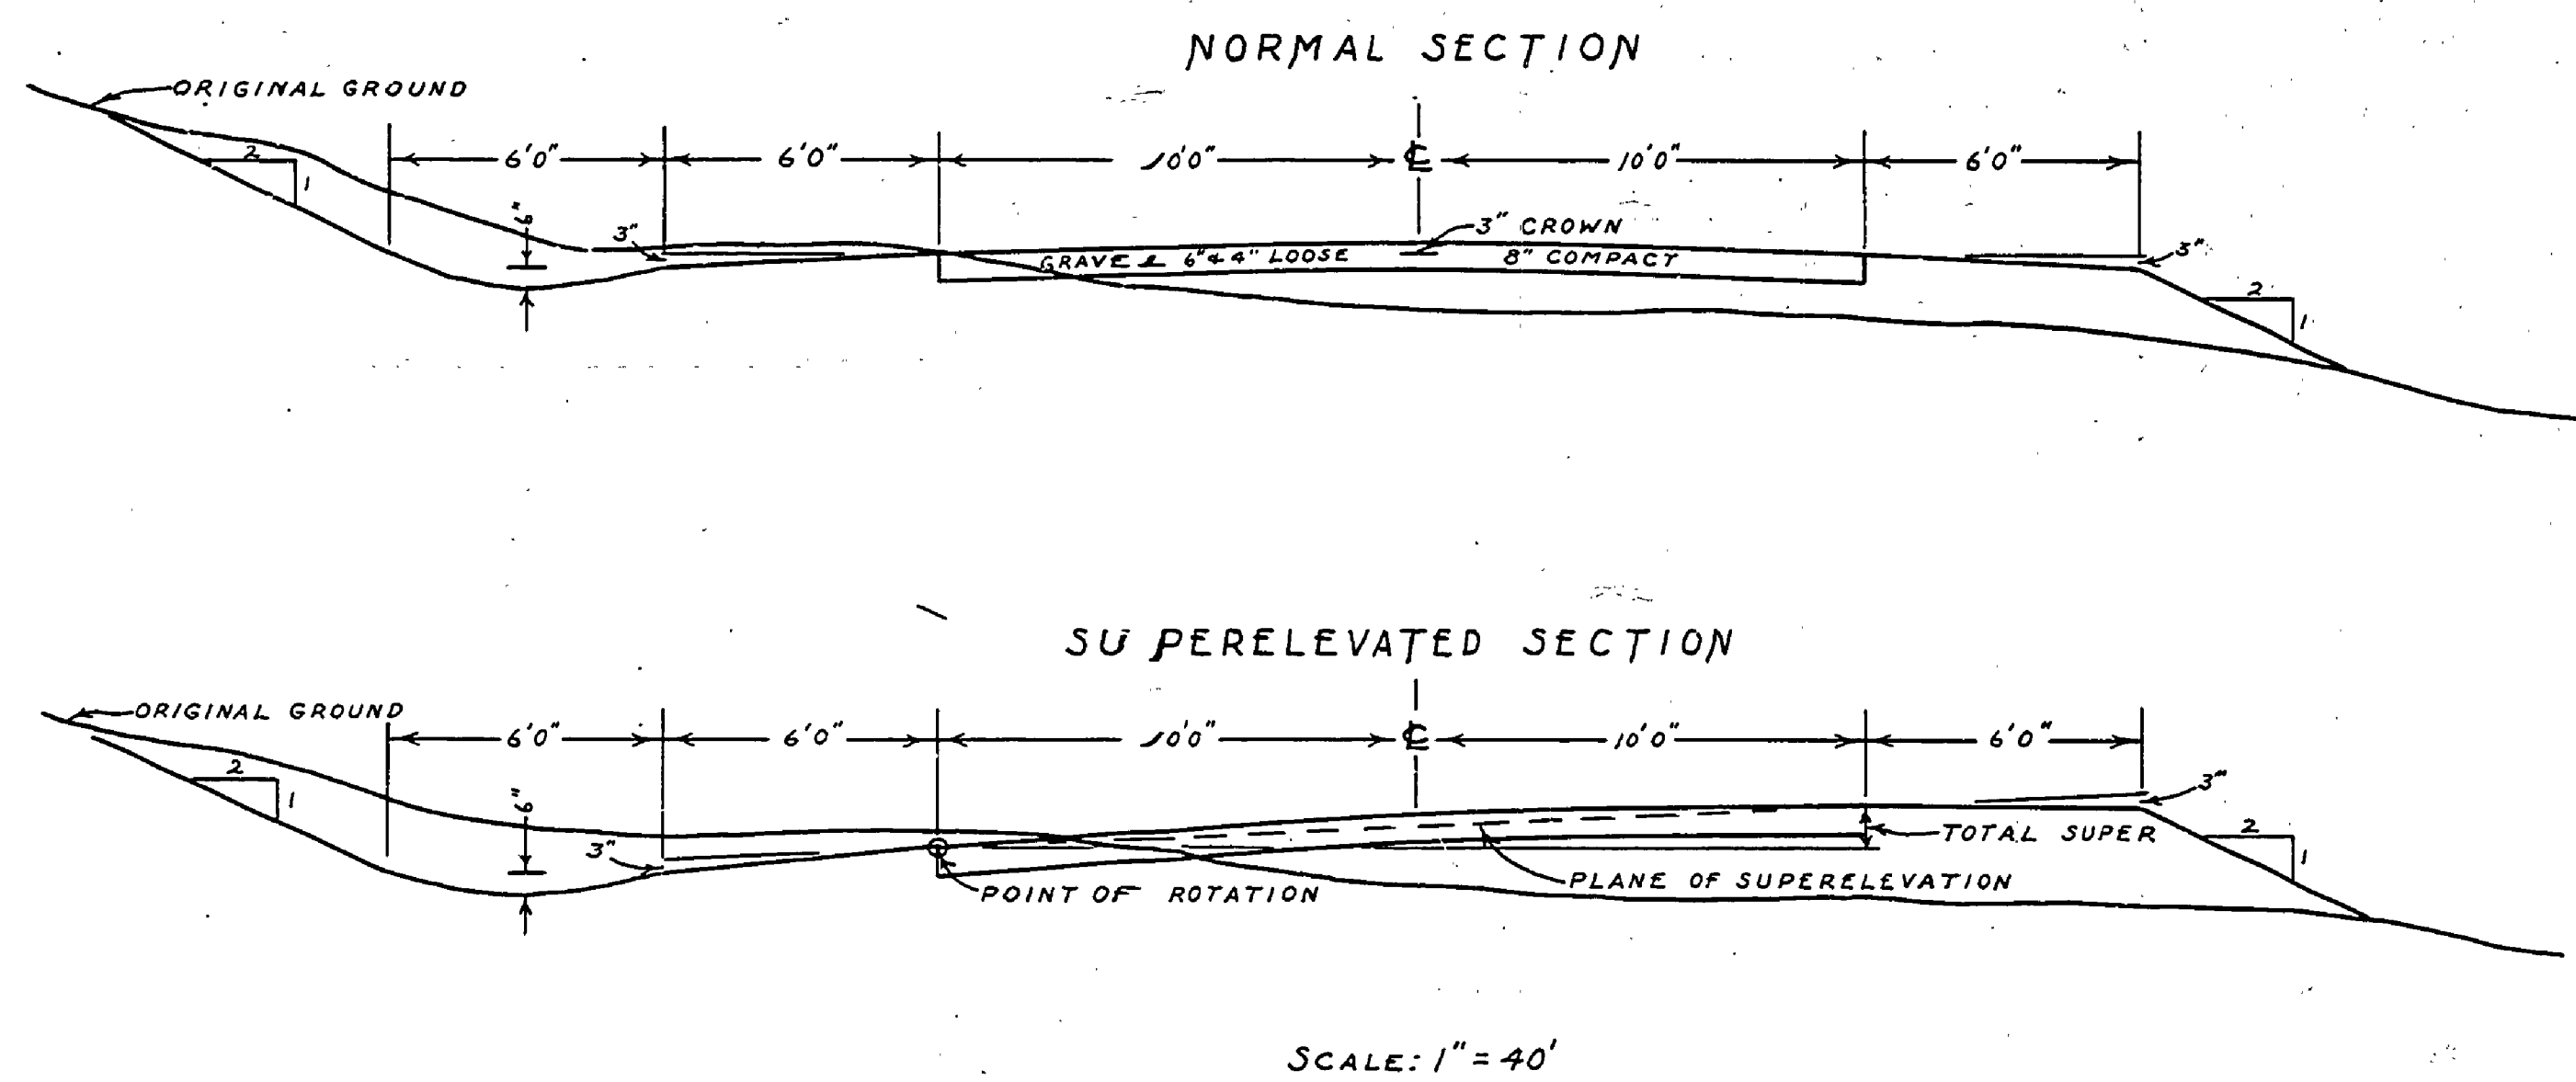 NORMAL SECTION
ORIGINAL GROUND
6'0" 6'0" 10'0" ℄ 10'0" 6'0"
2
1
6"
3"
3" CROWN
GRAVEL 6"&4" LOOSE 8" COMPACT
3"
2
1
SUPERELEVATED SECTION
ORIGINAL GROUND
6'0" 6'0" 10'0" ℄ 10'0" 6'0"
2
1
6"
3"
3"
TOTAL SUPER
2
1
PLANE OF SUPERELEVATION
POINT OF ROTATION
SCALE: 1" = 40'